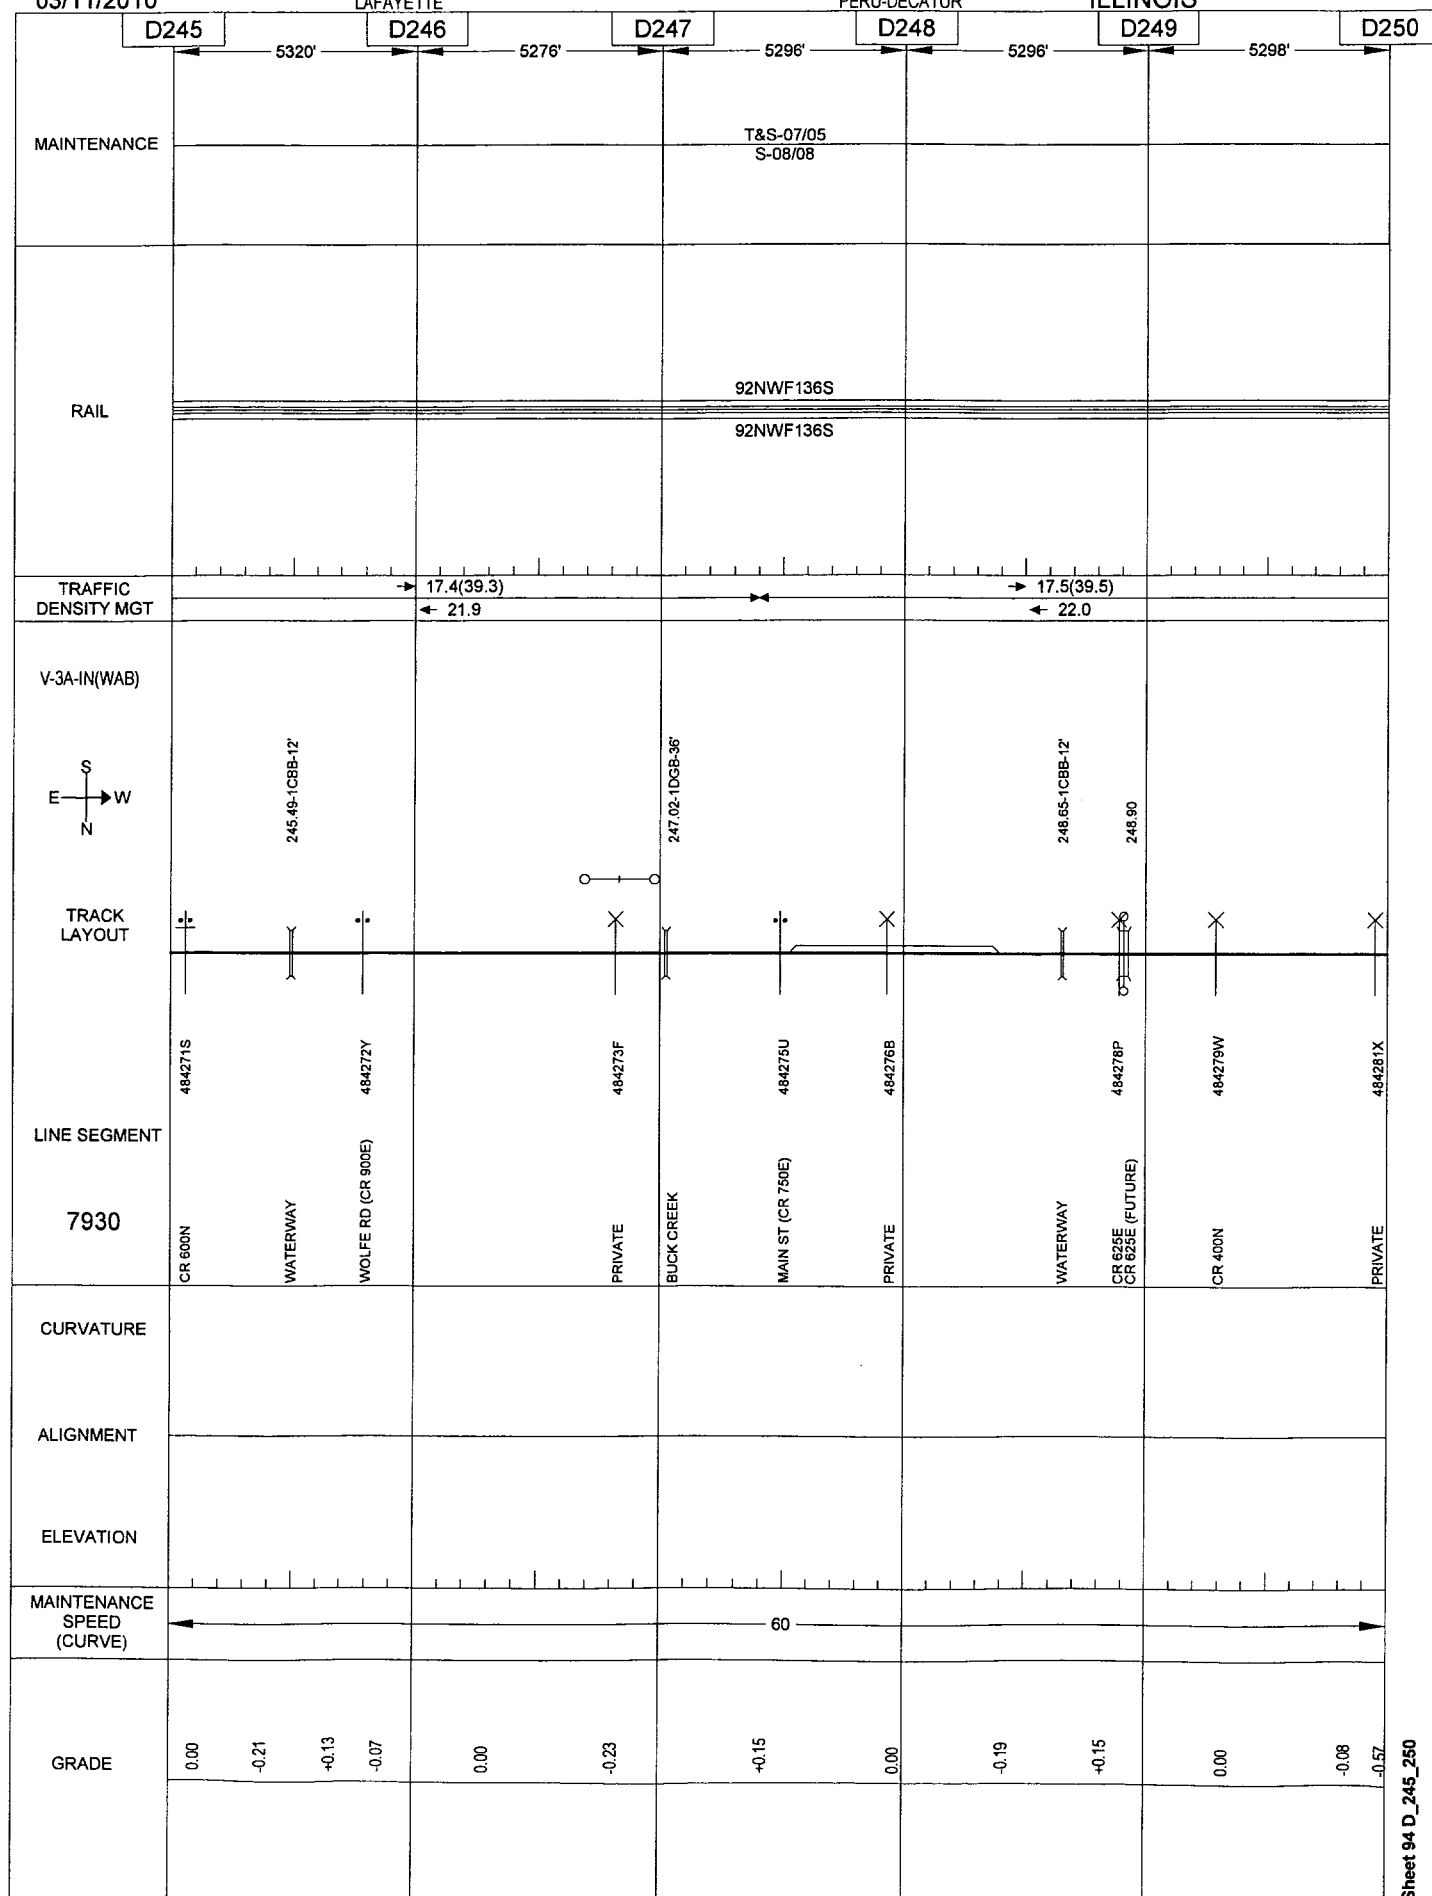 03/11/2010
LAFAYETTE
PERU-DECATUR
ILLINOIS
D245
D246
D247
D248
D249
D250
5320'
5276'
5296'
5296'
5298'
MAINTENANCE
T&S-07/05
S-08/08
RAIL
92NWF136S
92NWF136S
TRAFFIC
DENSITY MGT
17.4(39.3)
21.9
17.5(39.5)
22.0
V-3A-IN(WAB)
S
E
W
N
245.49-1CBB-12'
247.02-1DGB-36'
248.65-1CBB-12'
248.90
TRACK
LAYOUT
484271S
484272Y
484273F
484275U
484276B
484278P
484279W
484281X
LINE SEGMENT
7930
CR 600N
WATERWAY
WOLFE RD (CR 900E)
PRIVATE
BUCK CREEK
MAIN ST (CR 750E)
PRIVATE
WATERWAY
CR 625E
CR 625E (FUTURE)
CR 400N
PRIVATE
CURVATURE
ALIGNMENT
ELEVATION
MAINTENANCE
SPEED
(CURVE)
60
GRADE
0.00
-0.21
+0.13
-0.07
0.00
-0.23
+0.15
0.00
-0.19
+0.15
0.00
-0.08
-0.57
Sheet 94 D_245_250